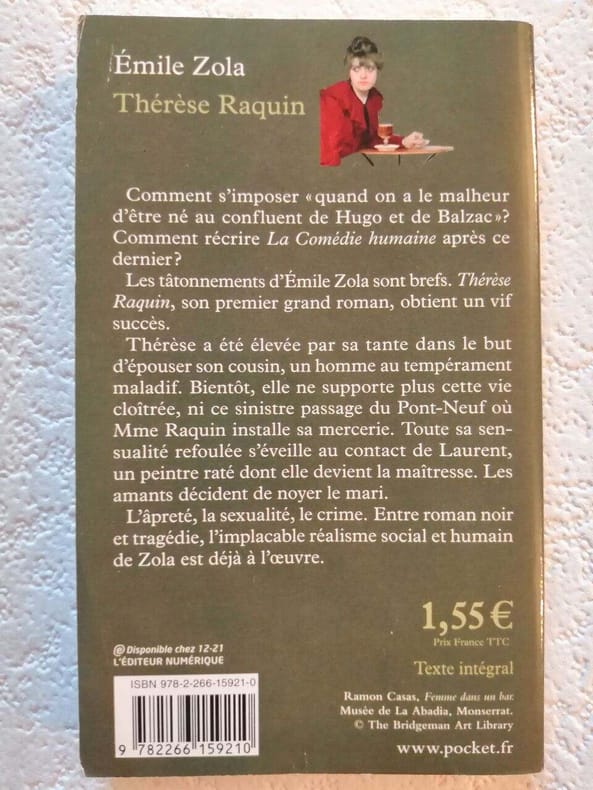 Émile Zola
Thérèse Raquin
Comment s'imposer « quand on a le malheur
d'être né au confluent de Hugo et de Balzac » ?
Comment récrire La Comédie humaine après ce
dernier ?
Les tâtonnements d'Émile Zola sont brefs. Thérèse
Raquin, son premier grand roman, obtient un vif
succès.
Thérèse a été élevée par sa tante dans le but
d'épouser son cousin, un homme au tempérament
maladif. Bientôt, elle ne supporte plus cette vie
cloîtrée, ni ce sinistre passage du Pont-Neuf où
Mme Raquin installe sa mercerie. Toute sa sen-
sualité refoulée s'éveille au contact de Laurent,
un peintre raté dont elle devient la maîtresse. Les
amants décident de noyer le mari.
L'âpreté, la sexualité, le crime. Entre roman noir
et tragédie, l'implacable réalisme social et humain
de Zola est déjà à l'œuvre.
1,55 €
Prix France TTC
Texte intégral
@ Disponible chez 12-21
L'ÉDITEUR NUMÉRIQUE
ISBN 978-2-266-15921-0
9 782266 159210
Ramon Casas, Femme dans un bar.
Musée de La Abadia, Monserrat.
© The Bridgeman Art Library
www.pocket.fr